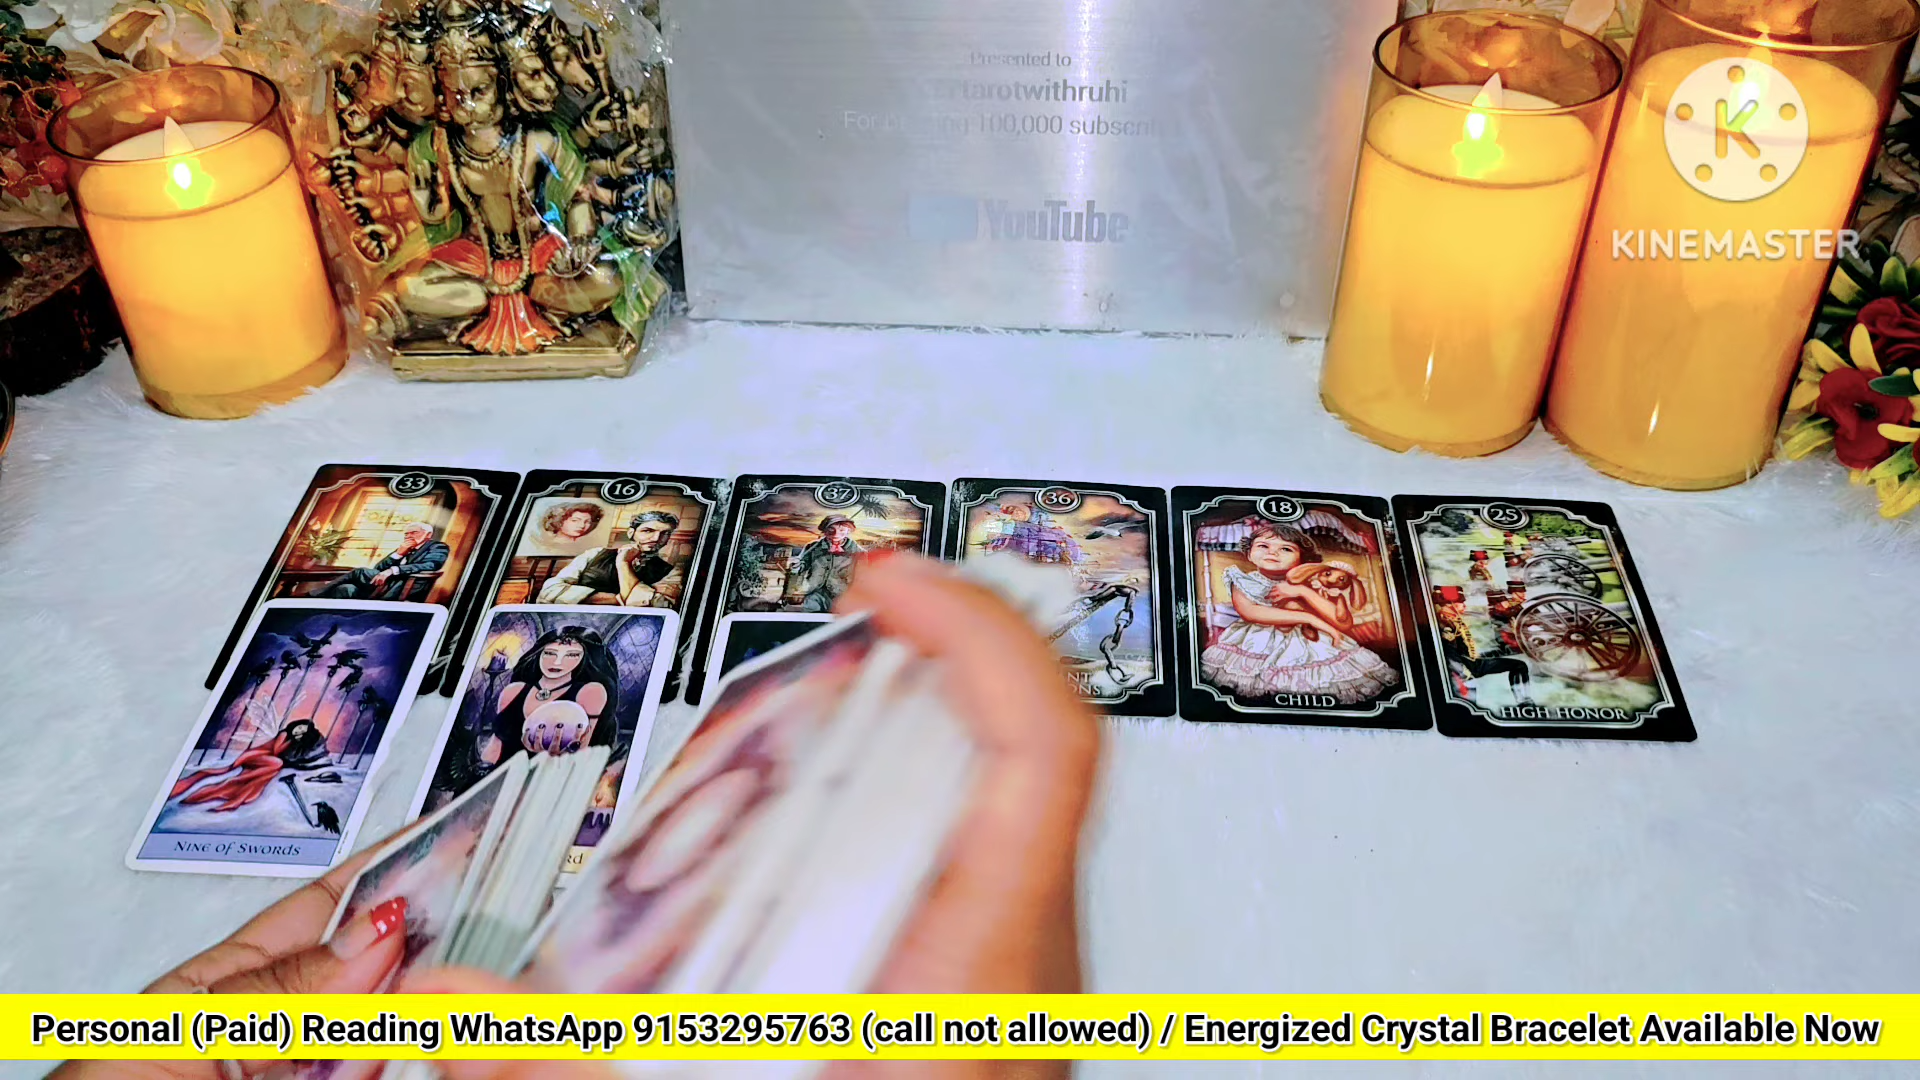 Presented to
tarotwithruhi
100,000
YouTube
K
KINEMASTER
33
16
37
36
18
25
CHILD
HIGH HONOR
NINE OF SWORDS
Personal (Paid) Reading WhatsApp 9153295763 (call not allowed) / Energized Crystal Bracelet Available Now